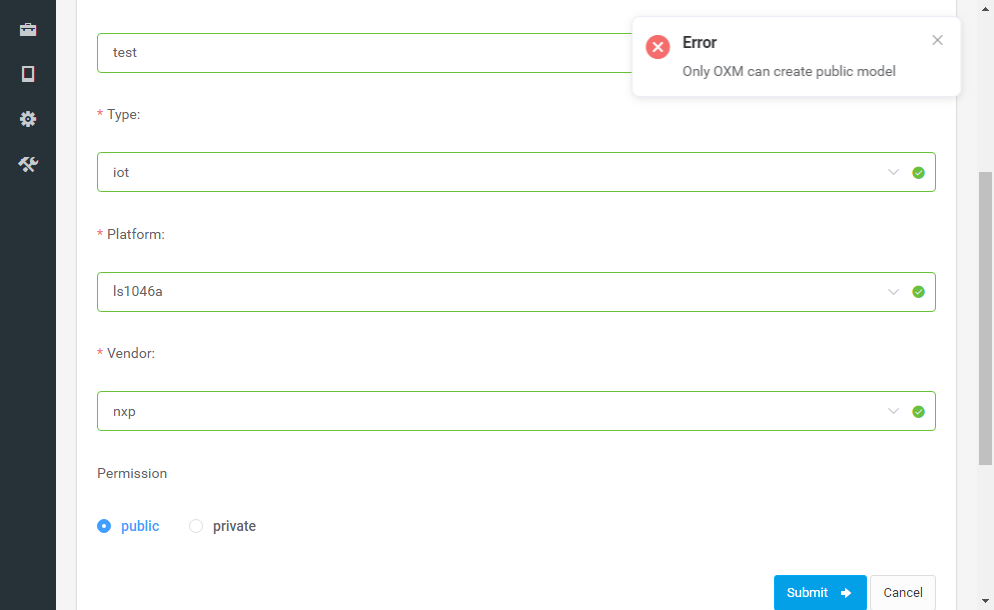 Error
Only OXM can create public model
test
* Type:
iot
* Platform:
ls1046a
* Vendor:
nxp
Permission
public private
Submit Cancel